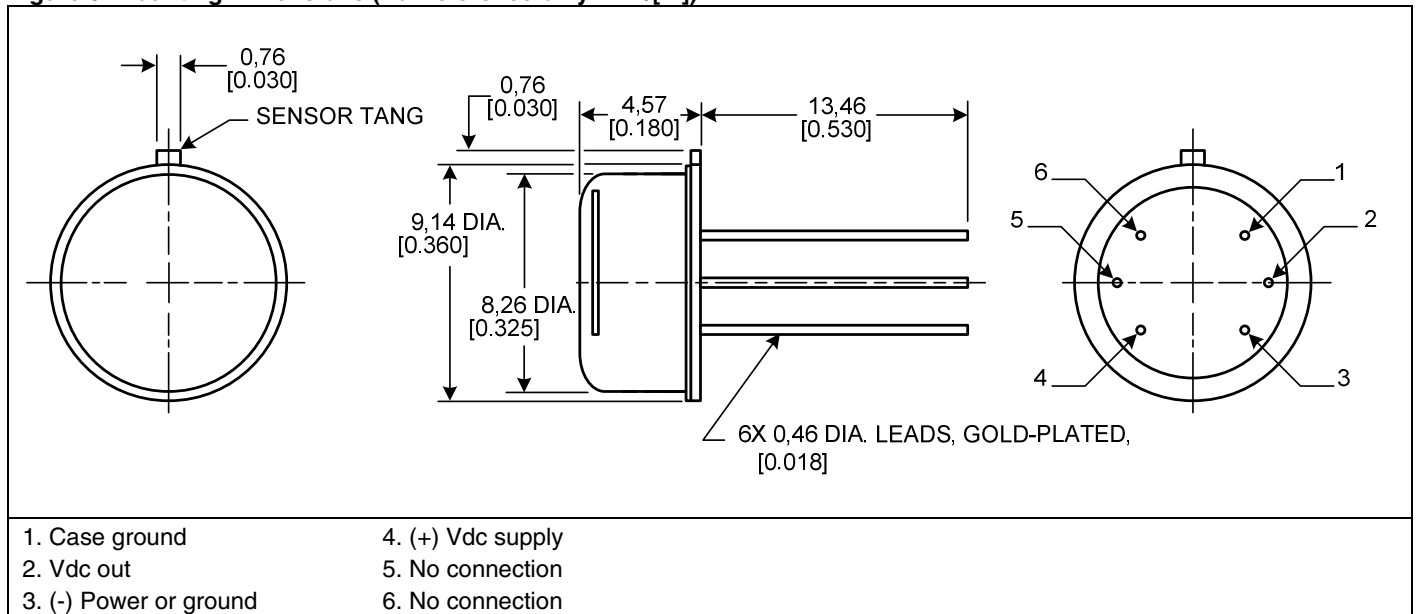 0,76
[0.030]
SENSOR TANG
0,76
[0.030]
4,57
[0.180]
13,46
[0.530]
9,14 DIA.
[0.360]
8,26 DIA.
[0.325]
6X 0,46 DIA. LEADS, GOLD-PLATED,
[0.018]
6
5
4
1
2
3
1. Case ground
2. Vdc out
3. (-) Power or ground
4. (+) Vdc supply
5. No connection
6. No connection